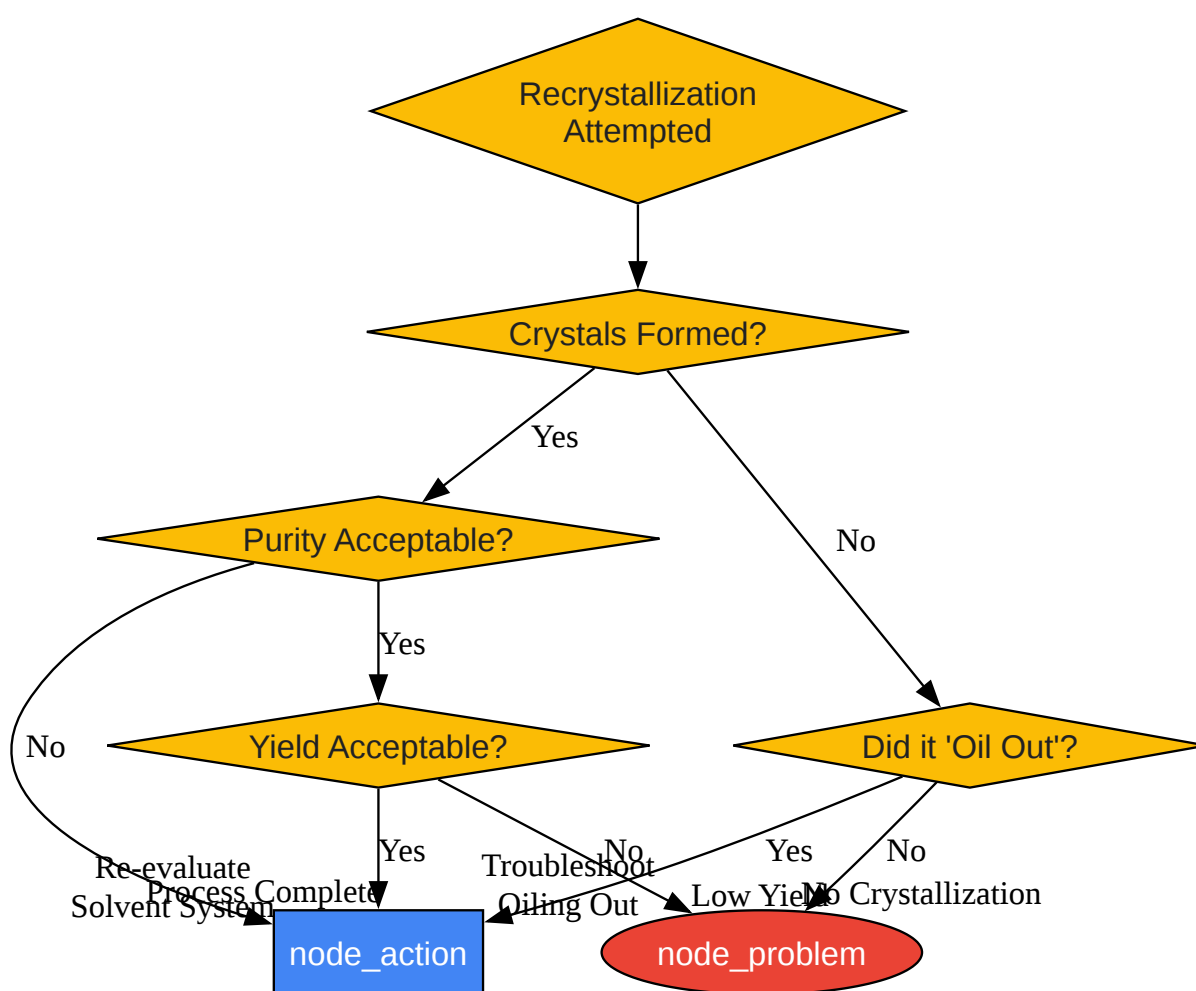 Recrystallization
Attempted
Crystals Formed?
Yes
Purity Acceptable?
No
Yes
No
Yield Acceptable?
Did it 'Oil Out'?
Yes
No
Yes
No
Re-evaluate
Solvent System
Process Complete
Troubleshoot
Oiling Out
Low Yield
No Crystallization
node_action
node_problem